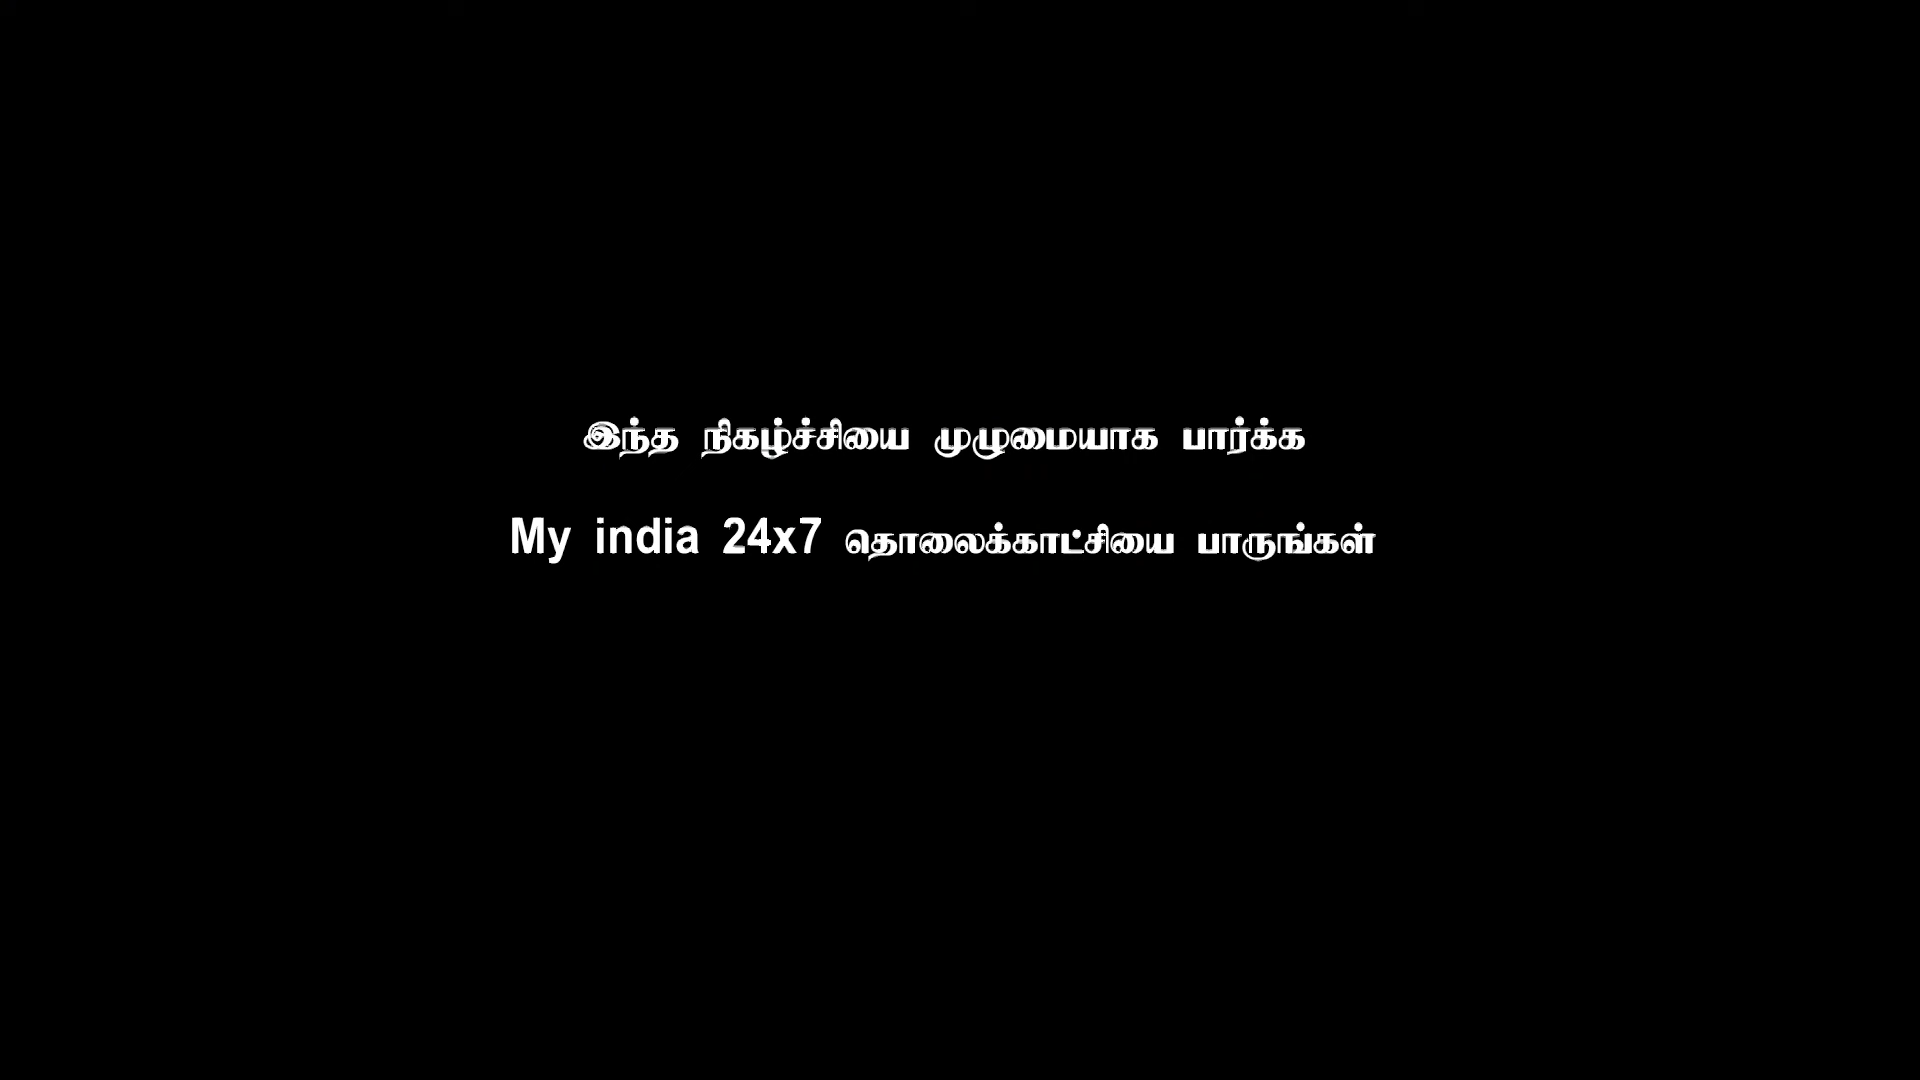 இந்த நிகழ்ச்சியை முழுமையாக பார்க்க
My india 24x7 தொலைக்காட்சியை பாருங்கள்